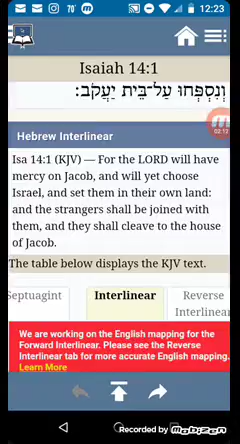 70°
12:23
Isaiah 14:1
וְנִסְפְּחוּ עַל־בֵּית יַעֲקֹב׃
02:12
Hebrew Interlinear
Isa 14:1 (KJV) — For the LORD will have
mercy on Jacob, and will yet choose
Israel, and set them in their own land:
and the strangers shall be joined with
them, and they shall cleave to the house
of Jacob.
The table below displays the KJV text.
Septuagint Interlinear Reverse
Interlinear
We are working on the English mapping for the
Forward Interlinear. Please see the Reverse
Interlinear tab for more accurate English mapping.
Learn More
Recorded by mobizen